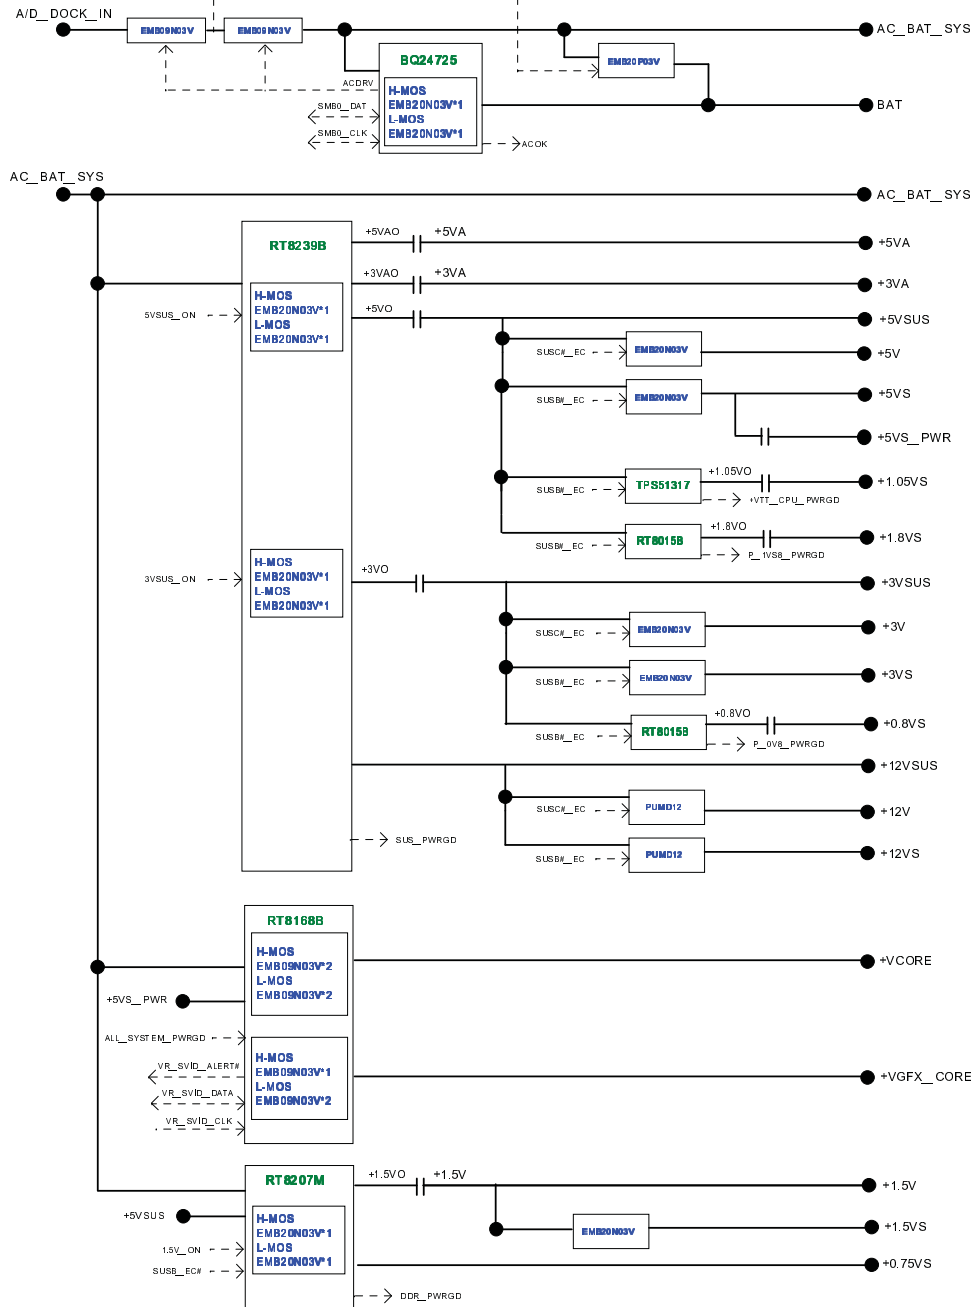 A/D_DOCK_IN
EMB09N03V
EMB09N03V
AC_BAT_SYS
BQ24725
EMB20P03V
ACDRV
H-MOS
EMB20N03V*1
L-MOS
EMB20N03V*1
SMB0_DAT
SMB0_CLK
BAT
ACOK
AC_BAT_SYS
AC_BAT_SYS
RT8239B
+5VAO
+5VA
+5VA
+3VAO
+3VA
+3VA
H-MOS
EMB20N03V*1
L-MOS
EMB20N03V*1
5VSUS_ON
+5VO
+5VSUS
SUSC#_EC
EMB20N03V
+5V
SUSB#_EC
EMB20N03V
+5VS
+5VS_PWR
SUSB#_EC
TPS51317
+1.05VO
+1.05VS
+VTT_CPU_PWRGD
SUSB#_EC
RT8015B
+1.8VO
+1.8VS
P_1VS8_PWRGD
H-MOS
EMB20N03V*1
L-MOS
EMB20N03V*1
3VSUS_ON
+3VO
+3VSUS
SUSC#_EC
EMB20N03V
+3V
SUSB#_EC
EMB20N03V
+3VS
SUSB#_EC
RT8015B
+0.8VO
+0.8VS
P_0V8_PWRGD
+12VSUS
SUSC#_EC
PUMD12
+12V
SUSB#_EC
PUMD12
+12VS
SUS_PWRGD
RT8168B
H-MOS
EMB09N03V*2
L-MOS
EMB09N03V*2
+VCORE
+5VS_PWR
ALL_SYSTEM_PWRGD
VR_SVID_ALERT#
VR_SVID_DATA
VR_SVID_CLK
H-MOS
EMB09N03V*1
L-MOS
EMB09N03V*2
+VGFX_CORE
RT8207M
+1.5VO
+1.5V
+1.5V
+5VSUS
H-MOS
EMB20N03V*1
L-MOS
EMB20N03V*1
EMB20N03V
+1.5VS
1.5V_ON
SUSB_EC#
+0.75VS
DDR_PWRGD